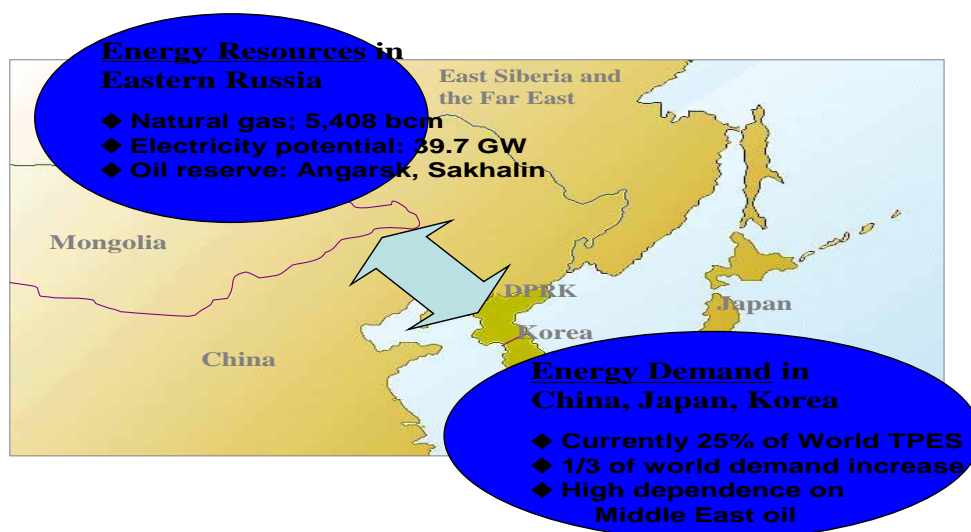 Energy Resources in
Eastern Russia
◆ Natural gas; 5,408 bcm
◆ Electricity potential: 39.7 GW
◆ Oil reserve: Angarsk, Sakhalin
East Siberia and
the Far East
Mongolia
China
DPRK
Korea
Japan
Energy Demand in
China, Japan, Korea
◆ Currently 25% of World TPES
◆ 1/3 of world demand increase
◆ High dependence on
Middle East oil